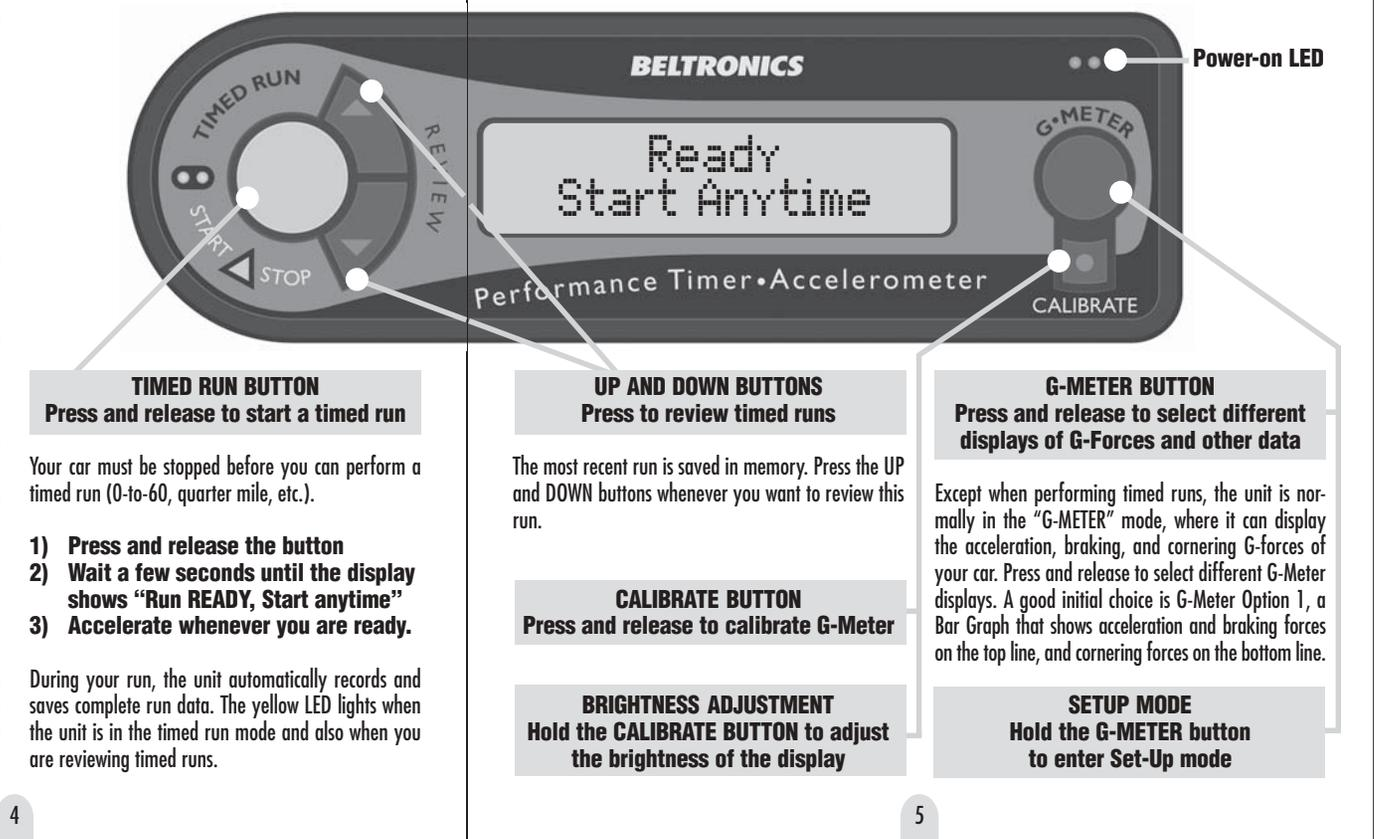 BELTRONICS
Power-on LED
TIMED RUN
REVIEW
G•METER
Ready
Start Anytime
START
STOP
Performance Timer•Accelerometer
CALIBRATE
TIMED RUN BUTTON
Press and release to start a timed run
Your car must be stopped before you can perform a
timed run (0-to-60, quarter mile, etc.).
1) Press and release the button
2) Wait a few seconds until the display
shows “Run READY, Start anytime”
3) Accelerate whenever you are ready.
During your run, the unit automatically records and
saves complete run data. The yellow LED lights when
the unit is in the timed run mode and also when you
are reviewing timed runs.
4
UP AND DOWN BUTTONS
Press to review timed runs
The most recent run is saved in memory. Press the UP
and DOWN buttons whenever you want to review this
run.
CALIBRATE BUTTON
Press and release to calibrate G-Meter
BRIGHTNESS ADJUSTMENT
Hold the CALIBRATE BUTTON to adjust
the brightness of the display
G-METER BUTTON
Press and release to select different
displays of G-Forces and other data
Except when performing timed runs, the unit is nor-
mally in the “G-METER” mode, where it can display
the acceleration, braking, and cornering G-forces of
your car. Press and release to select different G-Meter
displays. A good initial choice is G-Meter Option 1, a
Bar Graph that shows acceleration and braking forces
on the top line, and cornering forces on the bottom line.
SETUP MODE
Hold the G-METER button
to enter Set-Up mode
5